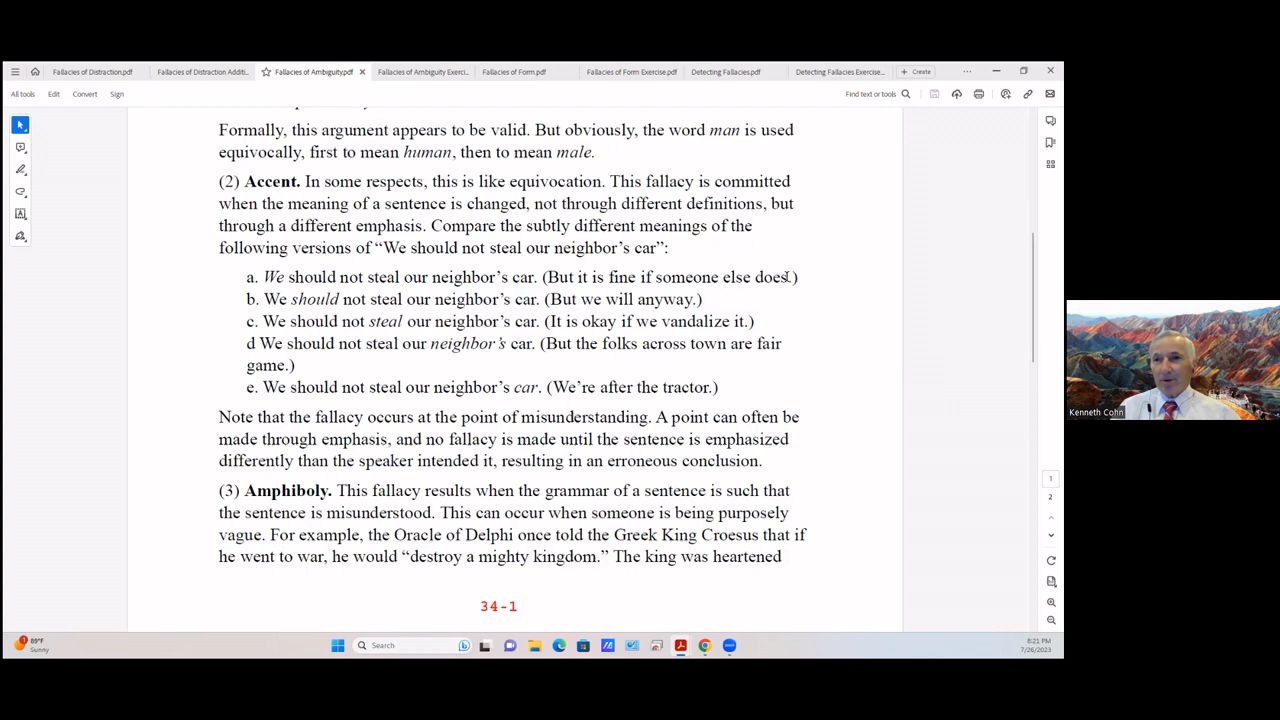 Fallacies of Distraction.pdf
Fallacies of Distraction Additi...
Fallacies of Ambiguity.pdf
Fallacies of Ambiguity Exerci...
Fallacies of Form.pdf
Fallacies of Form Exercise.pdf
Detecting Fallacies.pdf
Detecting Fallacies Exercise...
+ Create
All tools
Edit
Convert
Sign
Find text or tools
Formally, this argument appears to be valid. But obviously, the word man is used
equivocally, first to mean human, then to mean male.
(2) Accent. In some respects, this is like equivocation. This fallacy is committed
when the meaning of a sentence is changed, not through different definitions, but
through a different emphasis. Compare the subtly different meanings of the
following versions of “We should not steal our neighbor’s car”:
a. We should not steal our neighbor’s car. (But it is fine if someone else does.)
b. We should not steal our neighbor’s car. (But we will anyway.)
c. We should not steal our neighbor’s car. (It is okay if we vandalize it.)
d We should not steal our neighbor’s car. (But the folks across town are fair
game.)
e. We should not steal our neighbor’s car. (We’re after the tractor.)
Note that the fallacy occurs at the point of misunderstanding. A point can often be
made through emphasis, and no fallacy is made until the sentence is emphasized
differently than the speaker intended it, resulting in an erroneous conclusion.
(3) Amphiboly. This fallacy results when the grammar of a sentence is such that
the sentence is misunderstood. This can occur when someone is being purposely
vague. For example, the Oracle of Delphi once told the Greek King Croesus that if
he went to war, he would “destroy a mighty kingdom.” The king was heartened
34-1
1
2
Kenneth Cohn
1
89°F
Sunny
Search
6:21 PM
7/26/2023